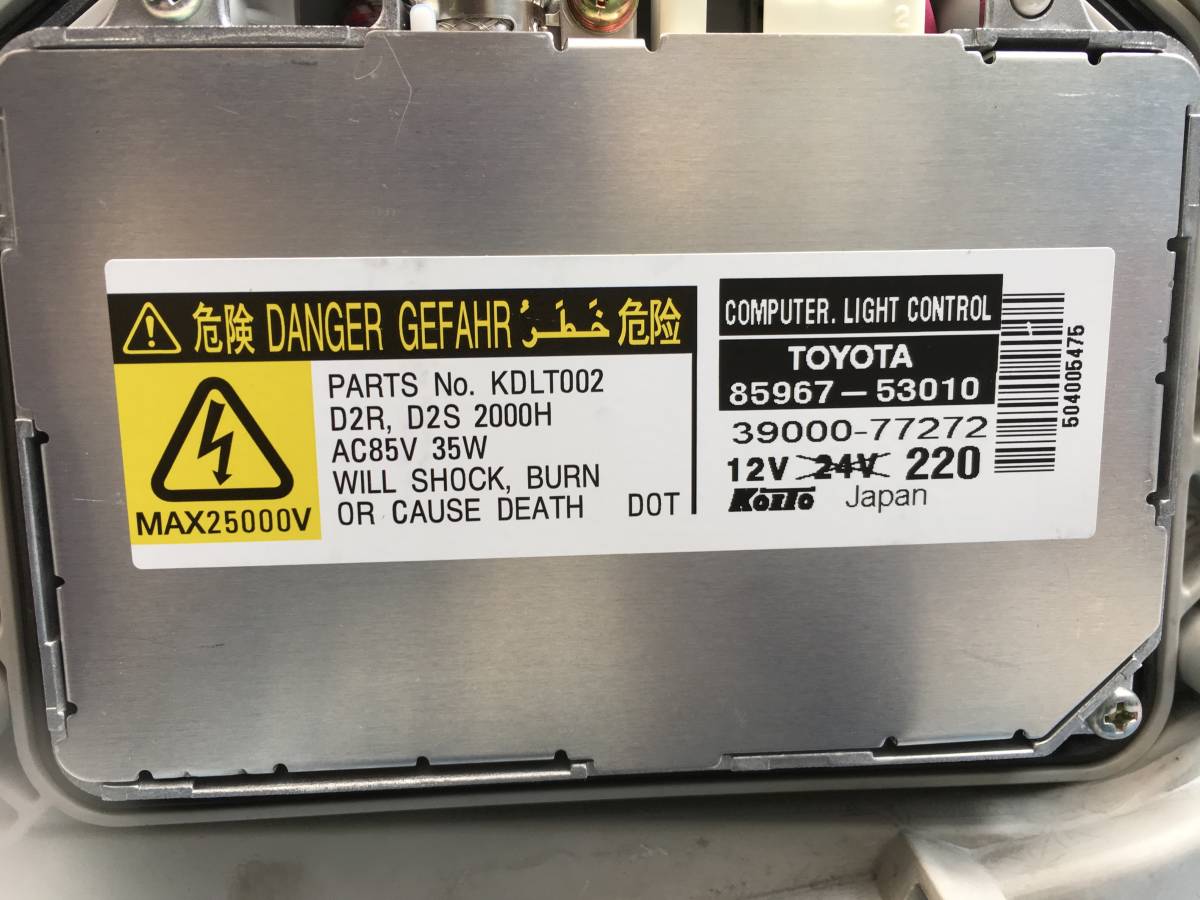 危険 DANGER GEFAHR خَطَرُ 危险
MAX25000V
PARTS No. KDLT002
D2R, D2S 2000H
AC85V 35W
WILL SHOCK, BURN
OR CAUSE DEATH DOT
COMPUTER. LIGHT CONTROL
TOYOTA
85967-53010
39000-77272
12V 24V 220
KOITO Japan
504005475
2